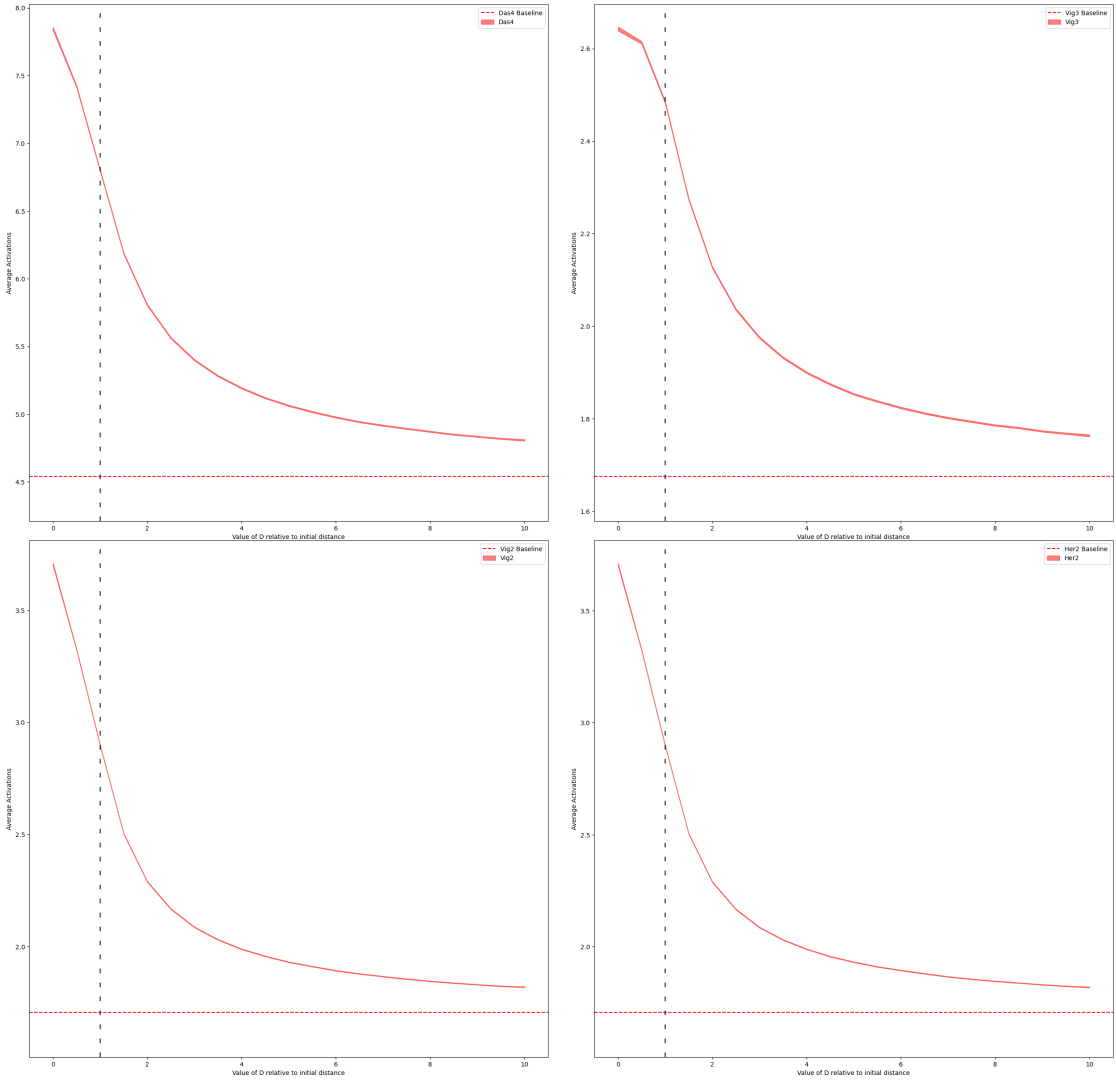 Das4 Baseline
Das4
Average Activations
8.0
7.5
7.0
6.5
6.0
5.5
5.0
4.5
0 2 4 6 8 10
Value of D relative to initial distance
Vig3 Baseline
Vig3
Average Activations
2.6
2.4
2.2
2.0
1.8
1.6
0 2 4 6 8 10
Value of D relative to initial distance
Vig2 Baseline
Vig2
Average Activations
3.5
3.0
2.5
2.0
0 2 4 6 8 10
Value of D relative to initial distance
Her2 Baseline
Her2
Average Activations
3.5
3.0
2.5
2.0
0 2 4 6 8 10
Value of D relative to initial distance